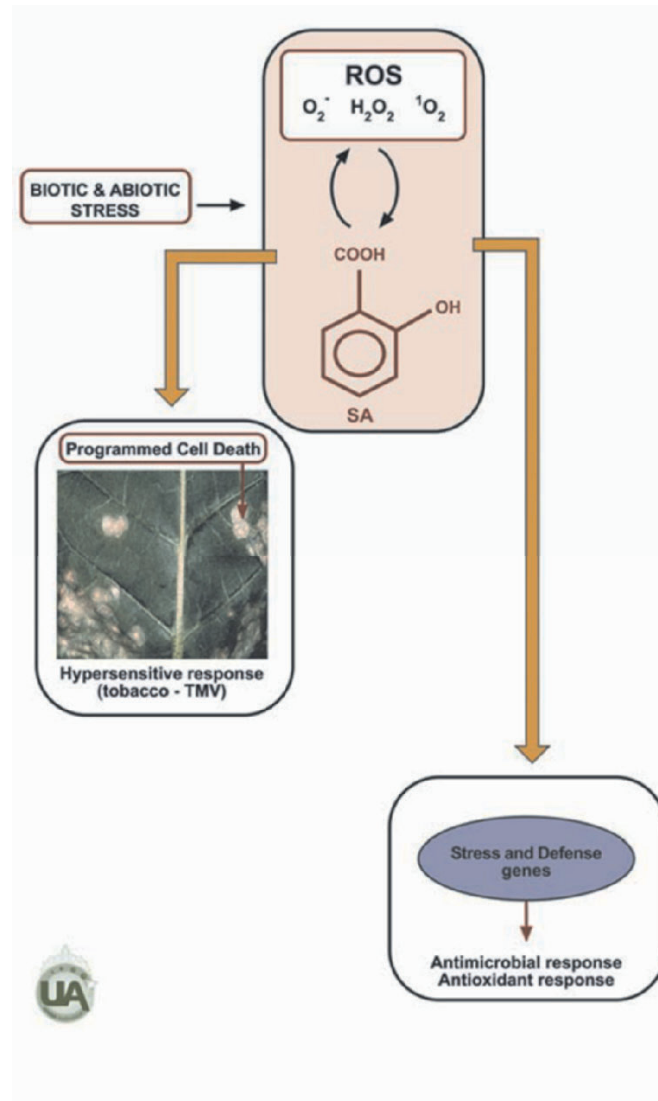 ROS
O₂⁻ H₂O₂ ¹O₂
BIOTIC & ABIOTIC
STRESS
COOH
OH
SA
Programmed Cell Death
Hypersensitive response
(tobacco - TMV)
Stress and Defense
genes
Antimicrobial response
Antioxidant response
UA